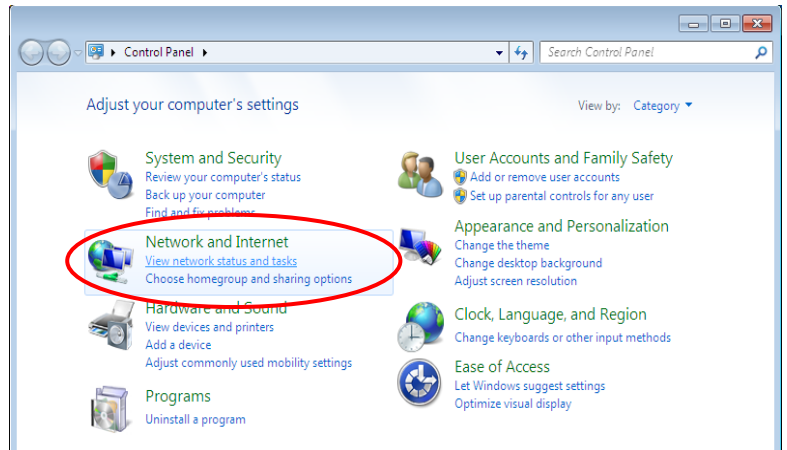 Control Panel
Search Control Panel
Adjust your computer's settings
View by: Category
System and Security
Review your computer's status
Back up your computer
Find and fix problems
Network and Internet
View network status and tasks
Choose homegroup and sharing options
Hardware and Sound
View devices and printers
Add a device
Adjust commonly used mobility settings
Programs
Uninstall a program
User Accounts and Family Safety
Add or remove user accounts
Set up parental controls for any user
Appearance and Personalization
Change the theme
Change desktop background
Adjust screen resolution
Clock, Language, and Region
Change keyboards or other input methods
Ease of Access
Let Windows suggest settings
Optimize visual display